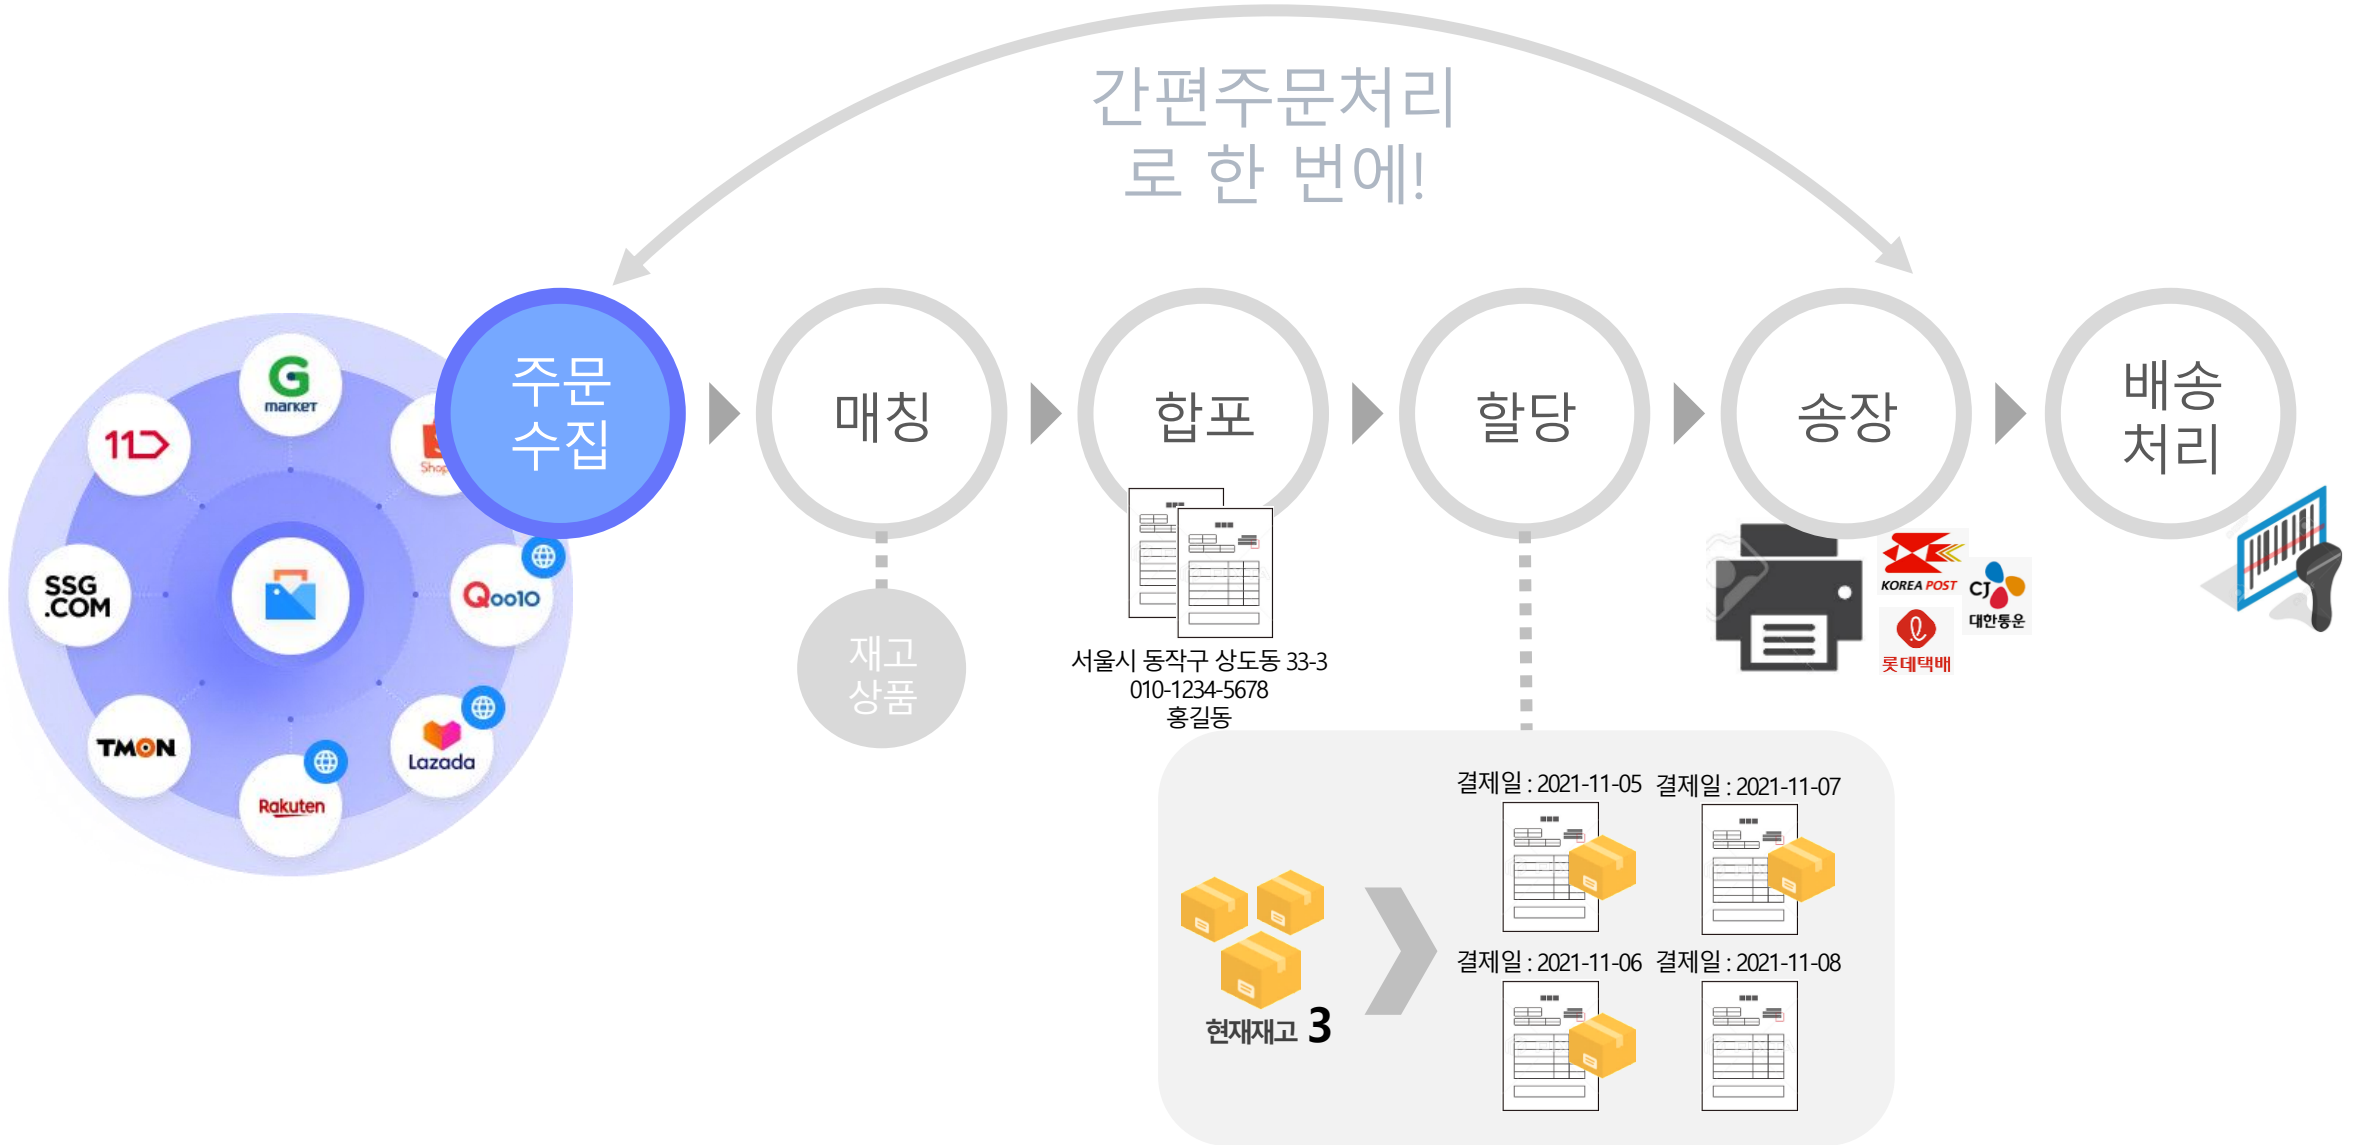 간편주문처리
로 한 번에!
G
market
11
Shop
SSG
.COM
Qoo10
TMON
Lazada
Rakuten
주문
수집
매칭
합포
할당
송장
배송
처리
재고
상품
서울시 동작구 상도동 33-3
010-1234-5678
홍길동
KOREA POST
CJ
대한통운
롯데택배
결제일 : 2021-11-05
결제일 : 2021-11-07
결제일 : 2021-11-06
결제일 : 2021-11-08
현재재고 3